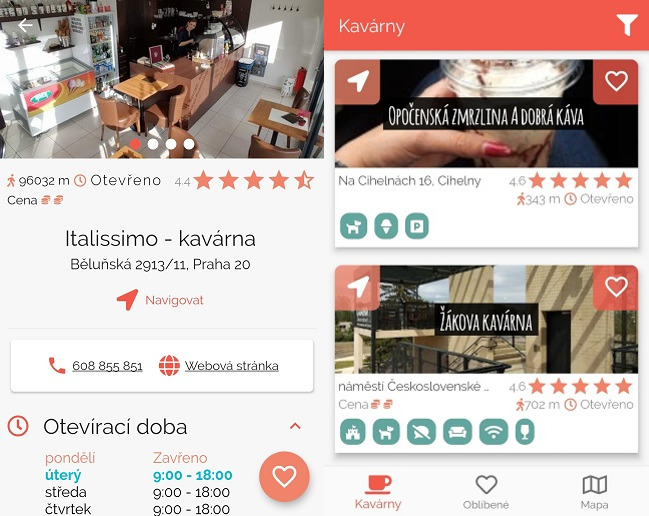 96032 m Otevřeno 4.4
Cena
Italissimo - kavárna
Běluňská 2913/11, Praha 20
Navigovat
608 855 851 Webová stránka
Otevírací doba
pondělí Zavřeno
úterý 9:00 - 18:00
středa 9:00 - 18:00
čtvrtek 9:00 - 18:00
Kavárny
OPOČENSKÁ ZMRZLINA A DOBRÁ KÁVA
Na Cihelnách 16, Cihelny 4.6
343 m Otevřeno
P
ŽÁKOVA KAVÁRNA
náměstí Československé ... 4.6
Cena 702 m Otevřeno
Kavárny Oblíbené Mapa